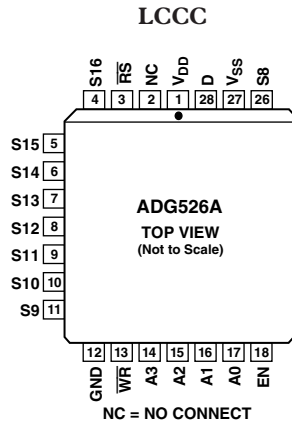 LCCC
S16 RS NC VDD D VSS S8
4 3 2 1 28 27 26
S15 5
S14 6
S13 7
S12 8
S11 9
S10 10
S9 11
ADG526A
TOP VIEW
(Not to Scale)
12 13 14 15 16 17 18
GND WR A3 A2 A1 A0 EN
NC = NO CONNECT